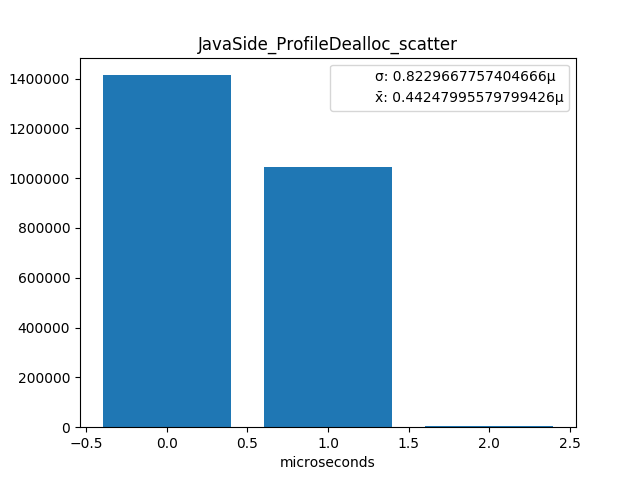 JavaSide_ProfileDealloc_scatter
σ: 0.8229667757404666μ
x̄: 0.44247995579799426μ
1400000
1200000
1000000
800000
600000
400000
200000
0
−0.5 0.0 0.5 1.0 1.5 2.0 2.5
microseconds